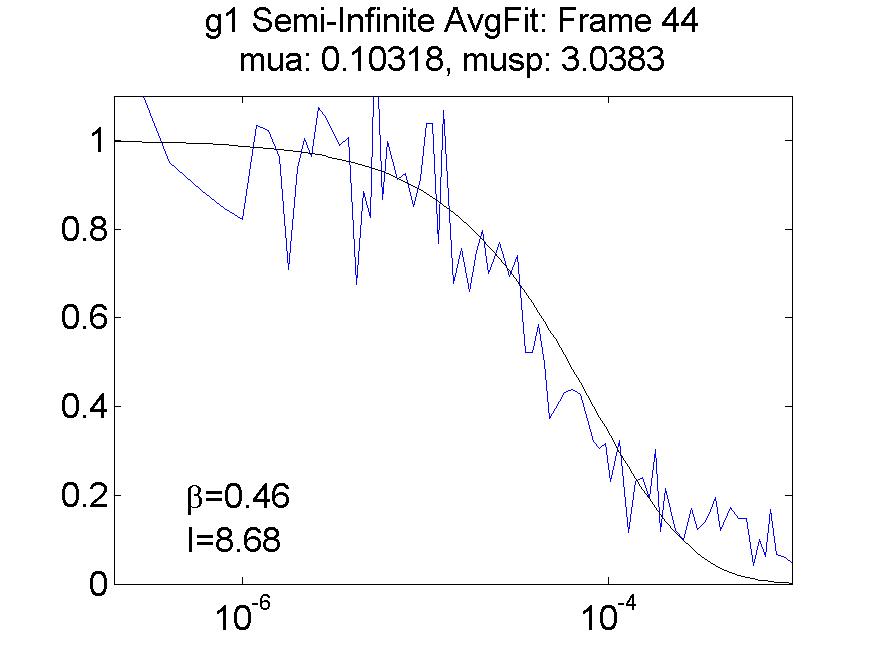 g1 Semi-Infinite AvgFit: Frame 44
mua: 0.10318, musp: 3.0383
1
0.8
0.6
0.4
0.2
0
β=0.46
I=8.68
10^-6
10^-4